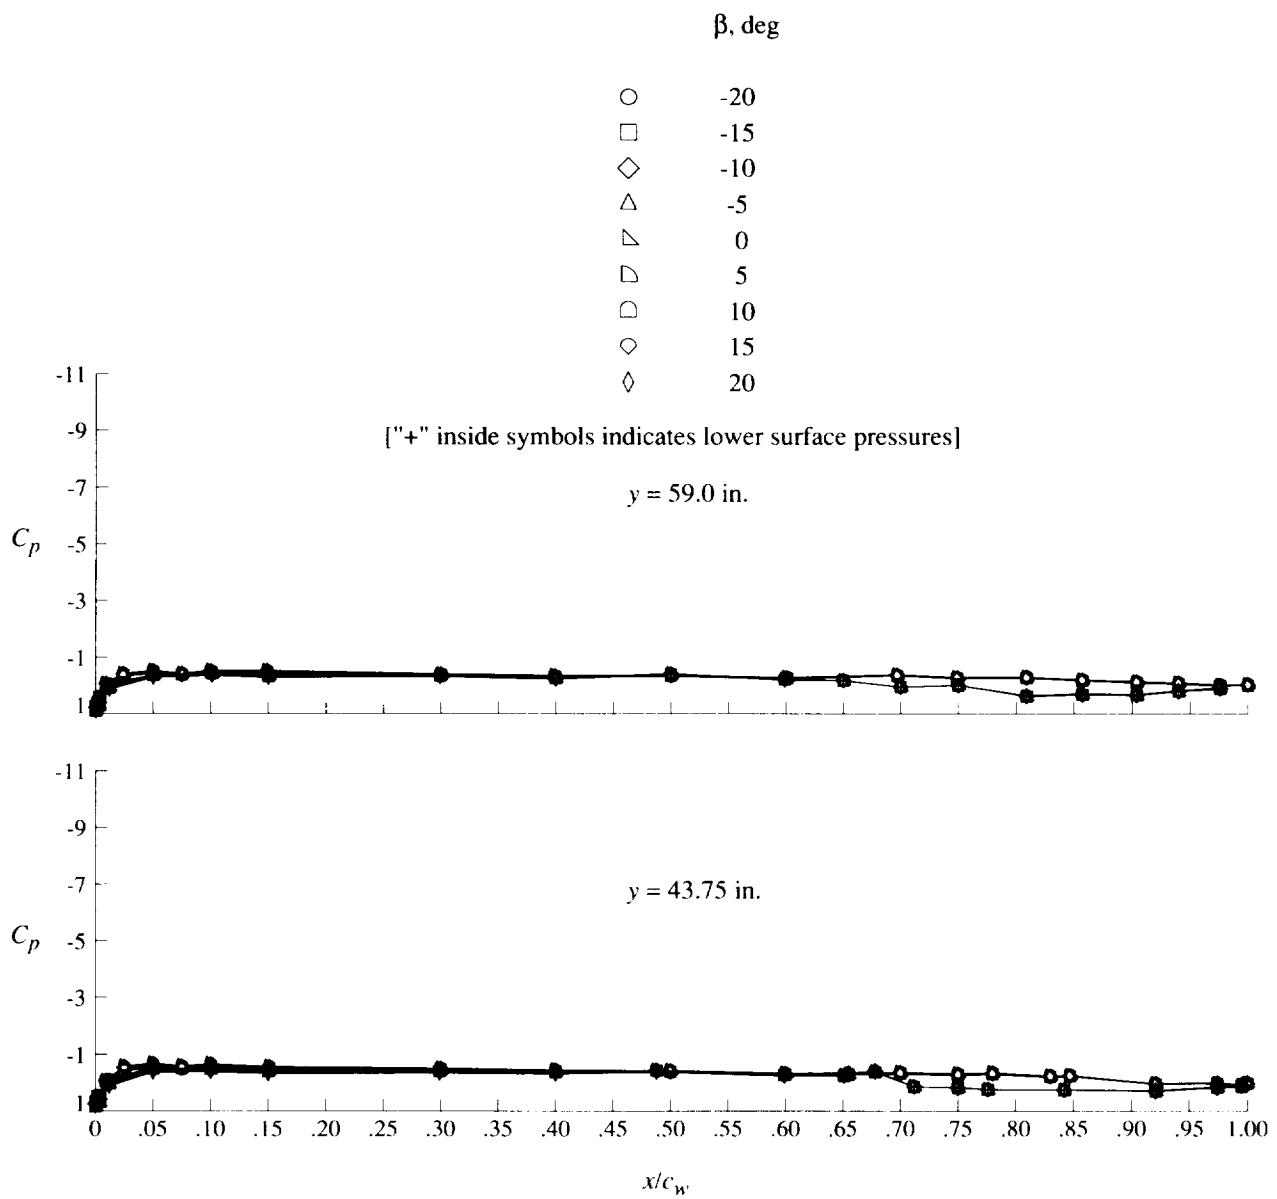 β, deg
-20
-15
-10
-5
0
5
10
15
20
["+" inside symbols indicates lower surface pressures]
y = 59.0 in.
-11
-9
-7
-5
-3
-1
1
Cp
y = 43.75 in.
-11
-9
-7
-5
-3
-1
1
Cp
0 .05 .10 .15 .20 .25 .30 .35 .40 .45 .50 .55 .60 .65 .70 .75 .80 .85 .90 .95 1.00
x/cw